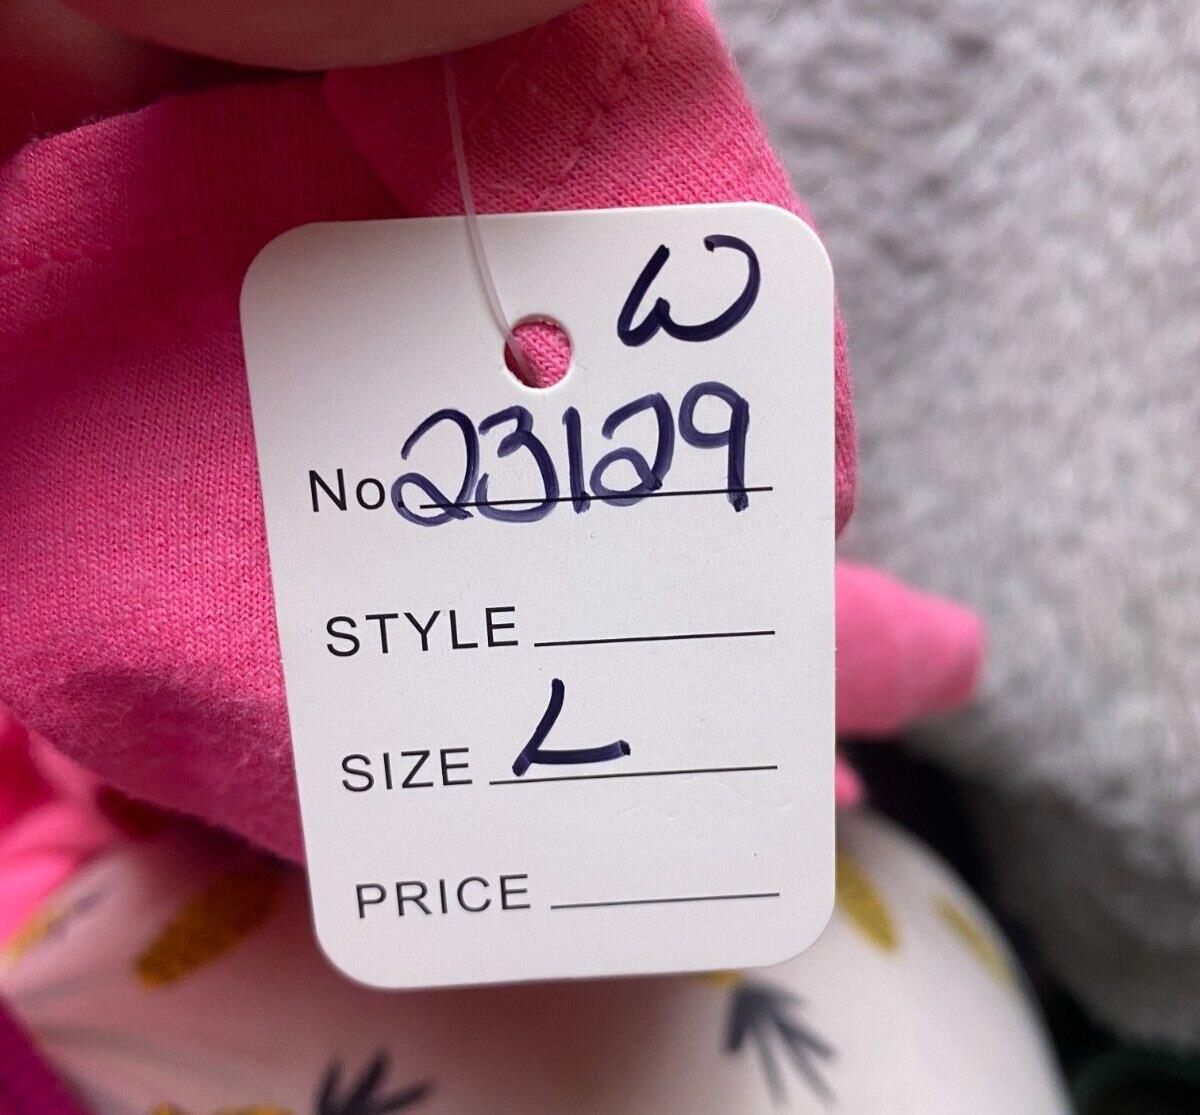 W
No. 23129
STYLE
SIZE L
PRICE